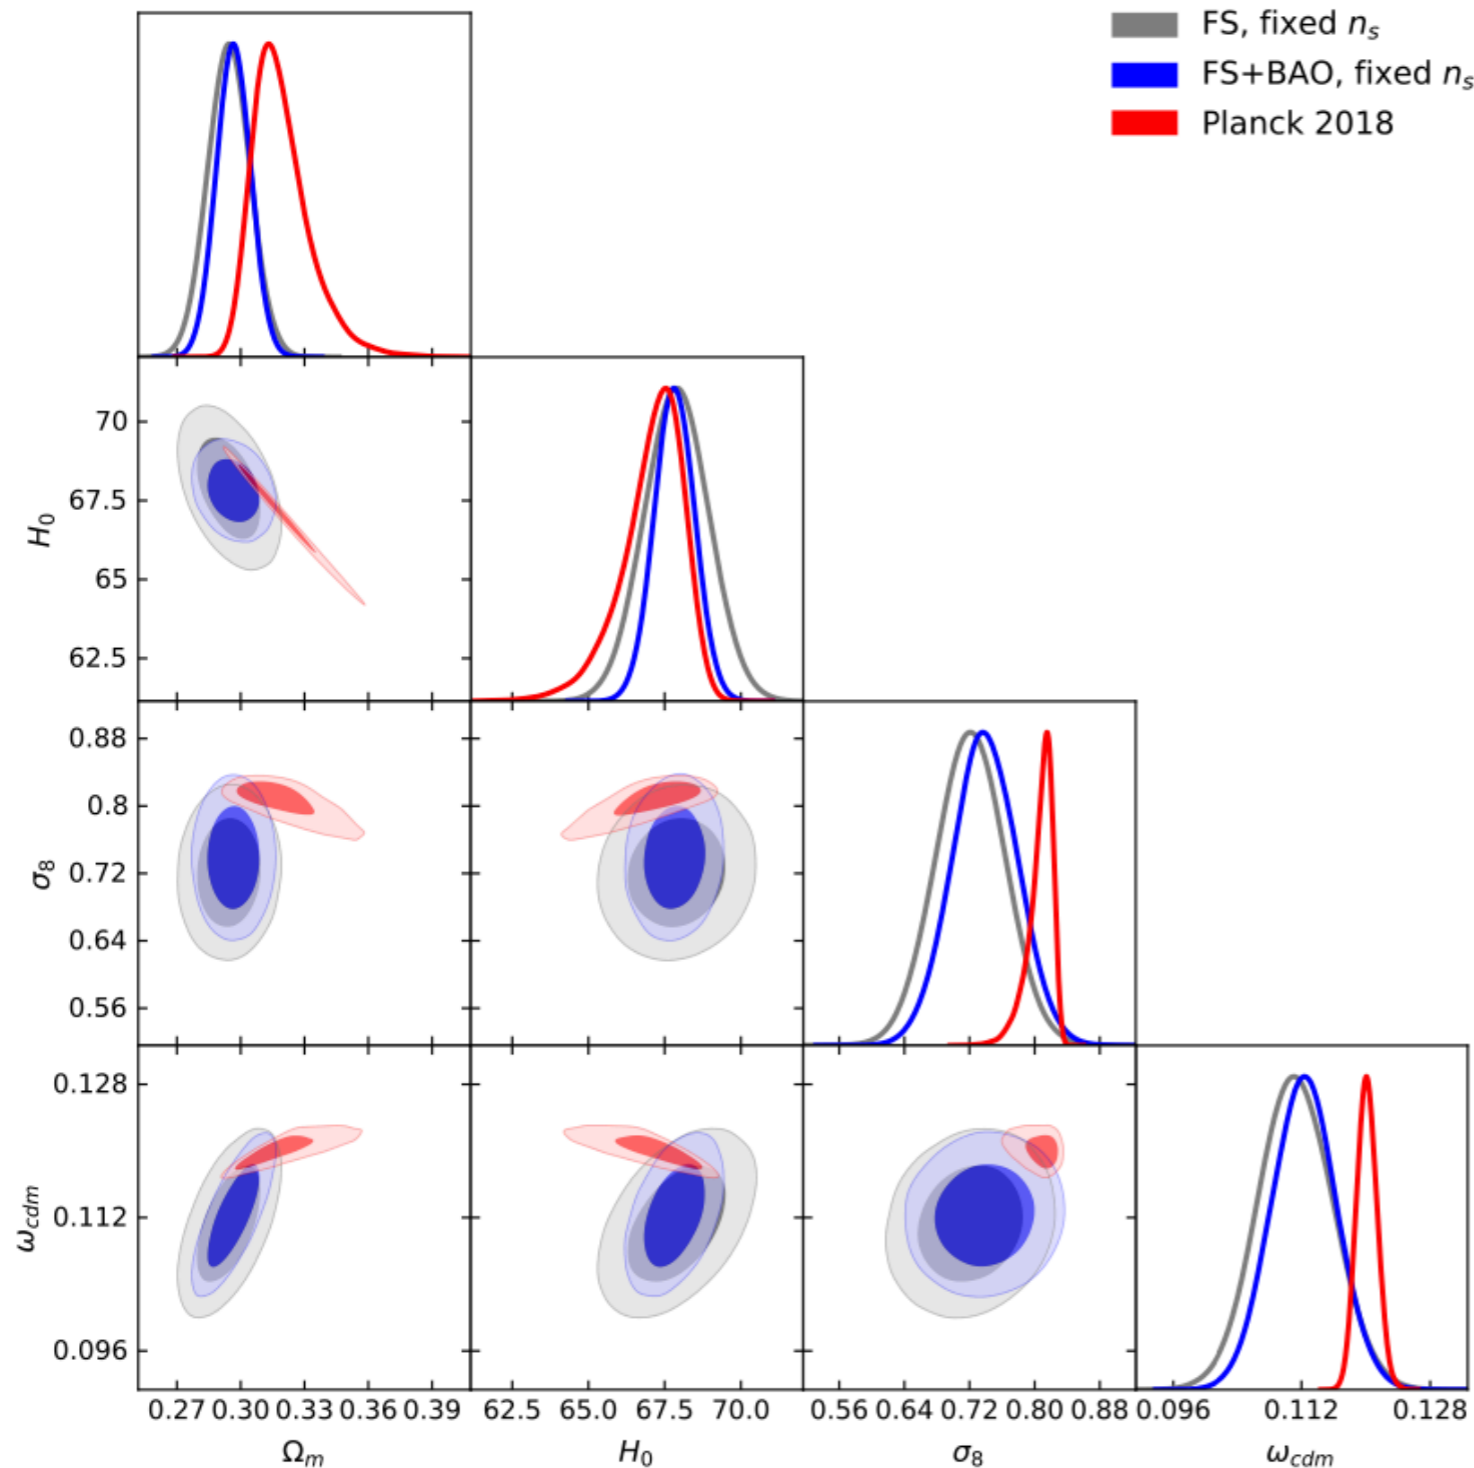 FS, fixed n_s
FS+BAO, fixed n_s
Planck 2018
70
67.5
65
62.5
H_0
0.88
0.8
0.72
0.64
0.56
σ_8
0.128
0.112
0.096
ω_cdm
0.27 0.30 0.33 0.36 0.39
62.5 65.0 67.5 70.0
0.56 0.64 0.72 0.80 0.88
0.096 0.112 0.128
Ω_m
H_0
σ_8
ω_cdm